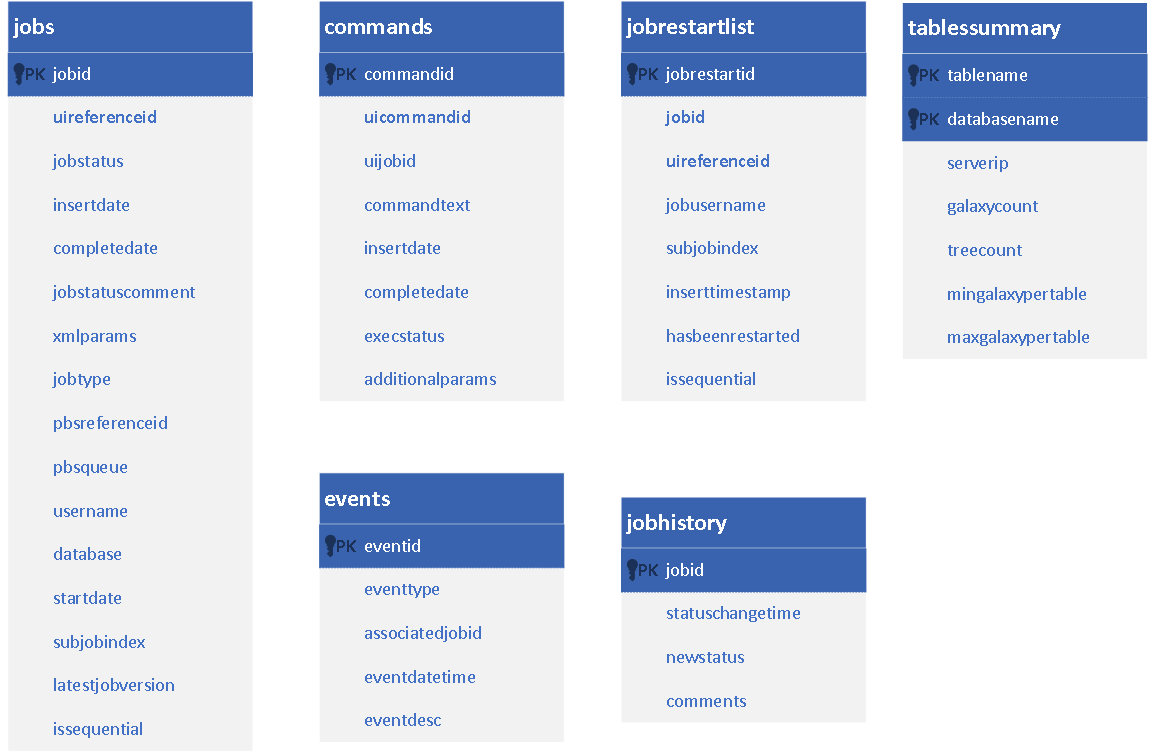 jobs
PK jobid
uireferenceid
jobstatus
insertdate
completedate
jobstatuscomment
xmlparams
jobtype
pbsreferenceid
pbsqueue
username
database
startdate
subjobindex
latestjobversion
issequential
commands
PK commandid
uicommandid
uijobid
commandtext
insertdate
completedate
execstatus
additionalparams
events
PK eventid
eventtype
associatedjobid
eventdatetime
eventdesc
jobrestartlist
PK jobrestartid
jobid
uireferenceid
jobusername
subjobindex
inserttimestamp
hasbeenrestarted
issequential
jobhistory
PK jobid
statuschangetime
newstatus
comments
tablessummary
PK tablename
PK databasename
serverip
galaxycount
treecount
mingalaxypertable
maxgalaxypertable